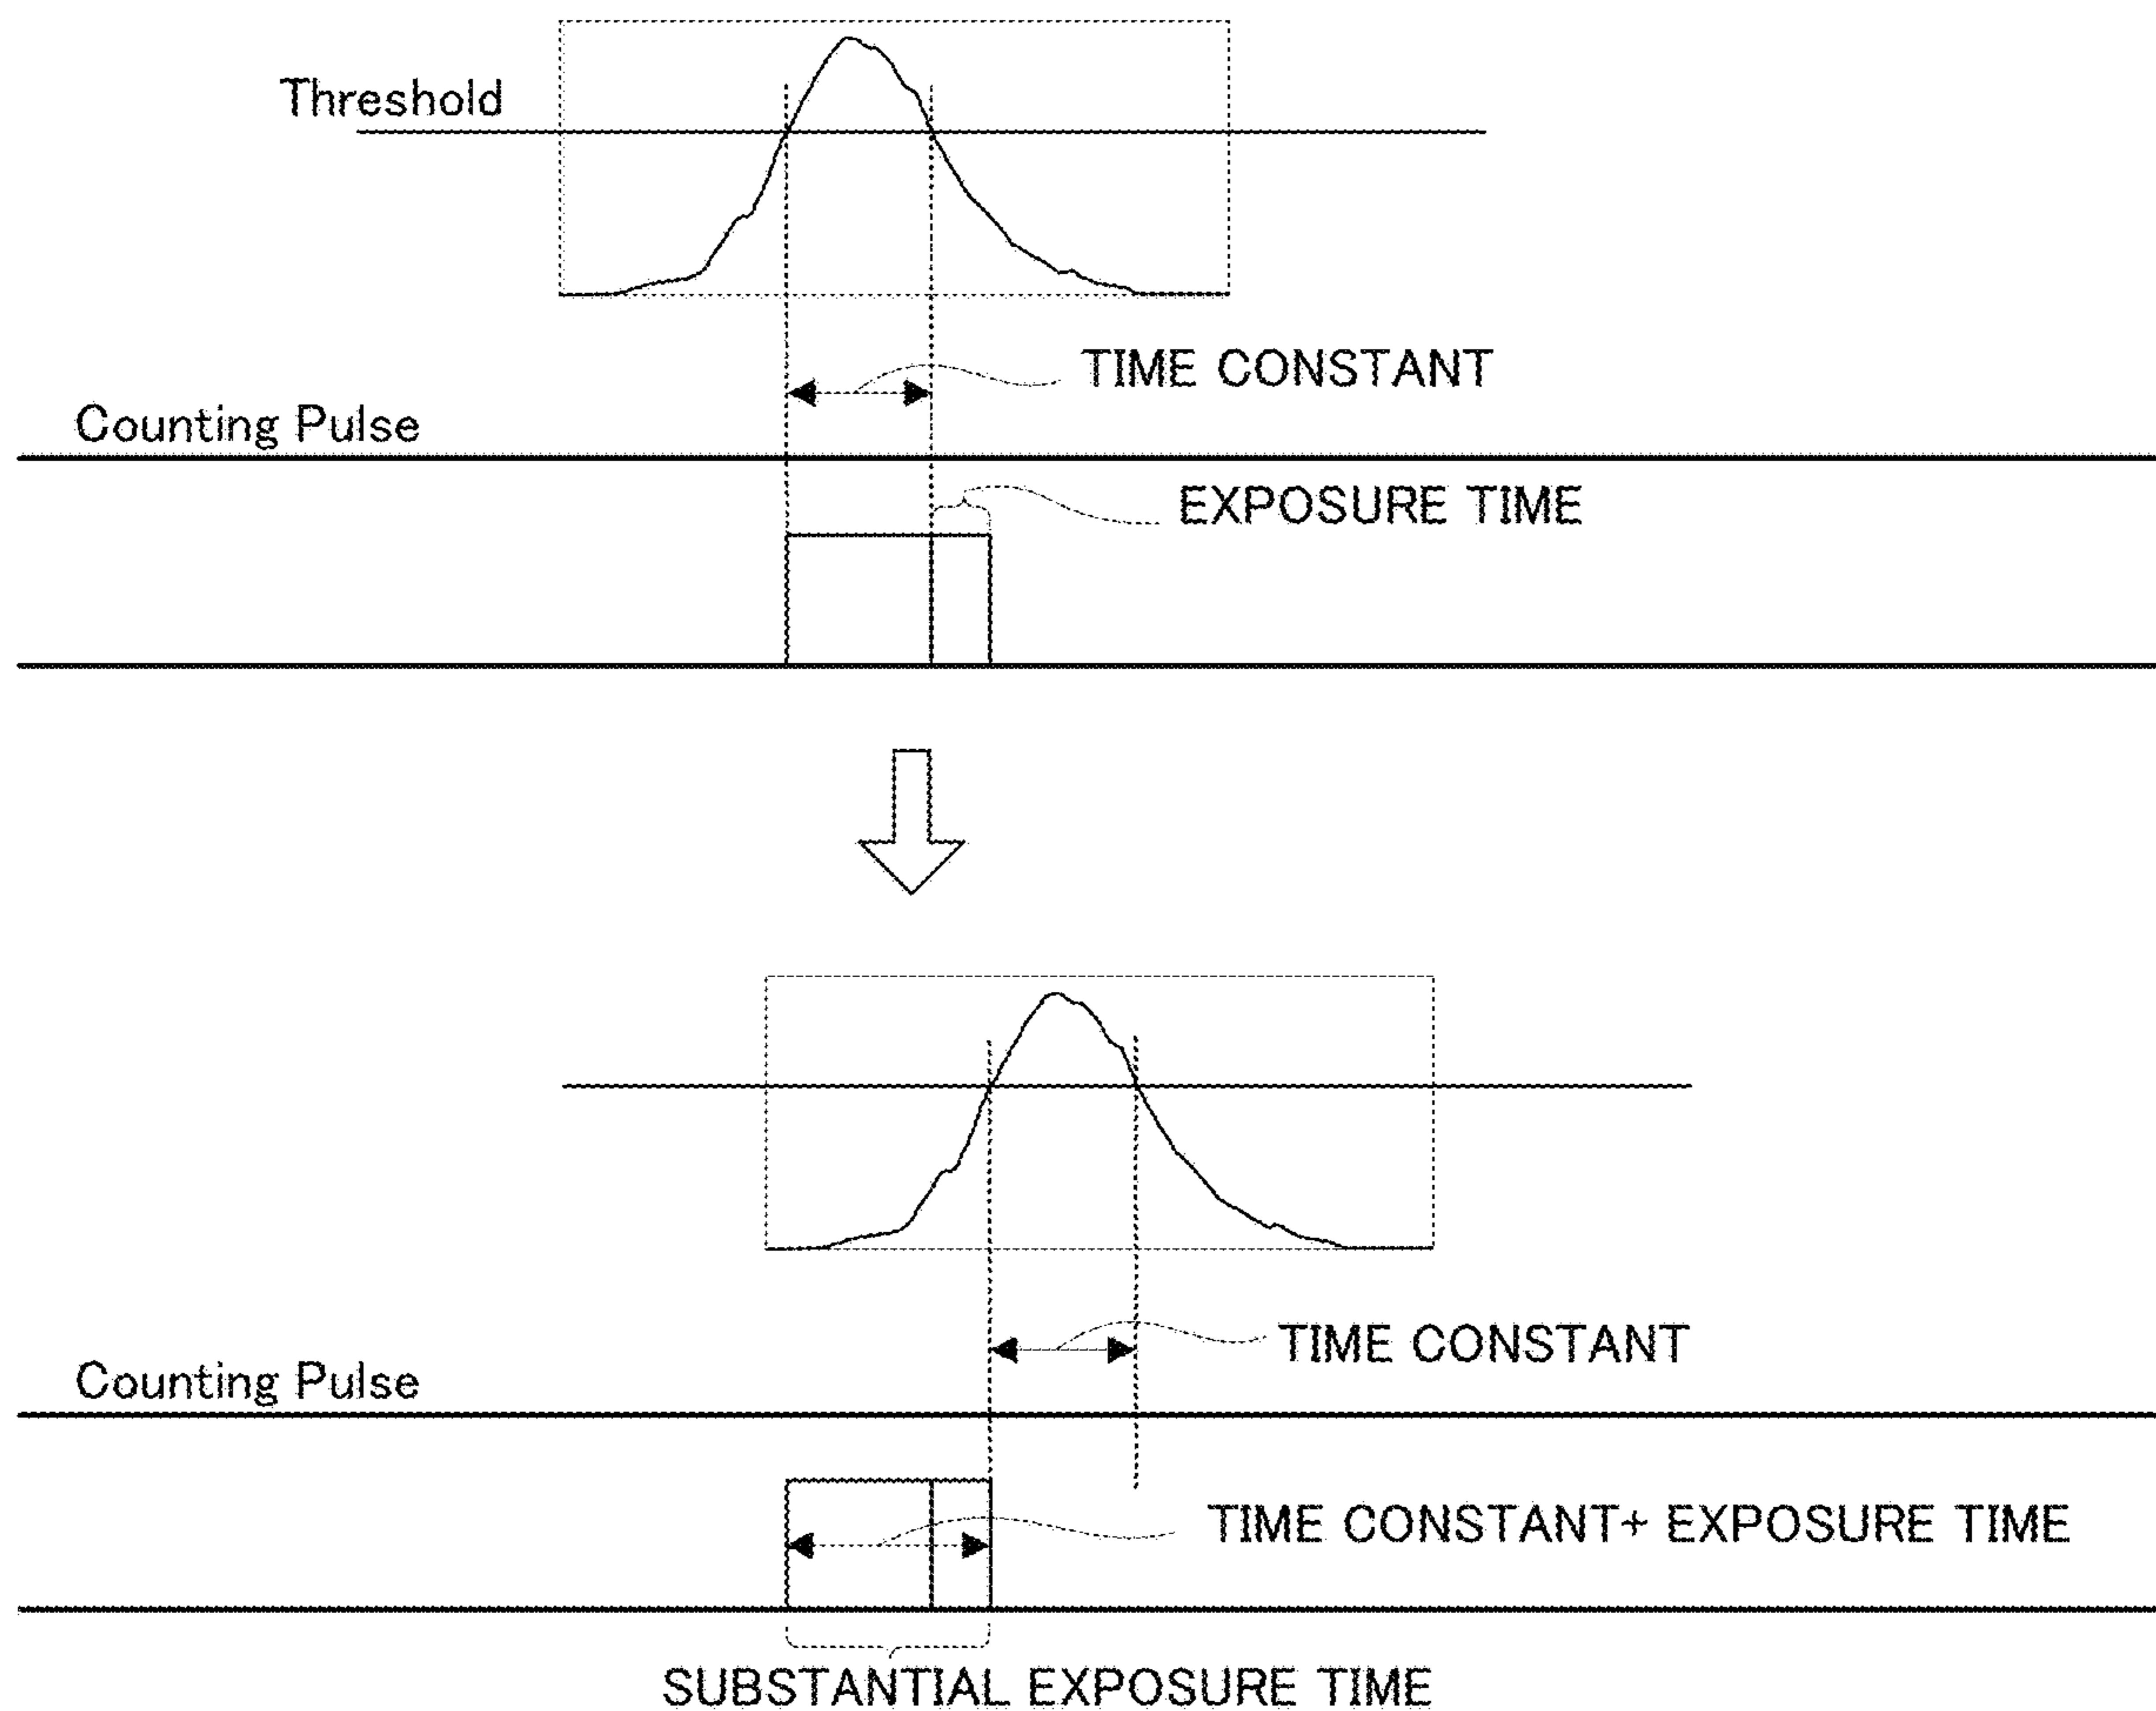 Threshold
TIME CONSTANT
Counting Pulse
EXPOSURE TIME
TIME CONSTANT
Counting Pulse
TIME CONSTANT+ EXPOSURE TIME
SUBSTANTIAL EXPOSURE TIME